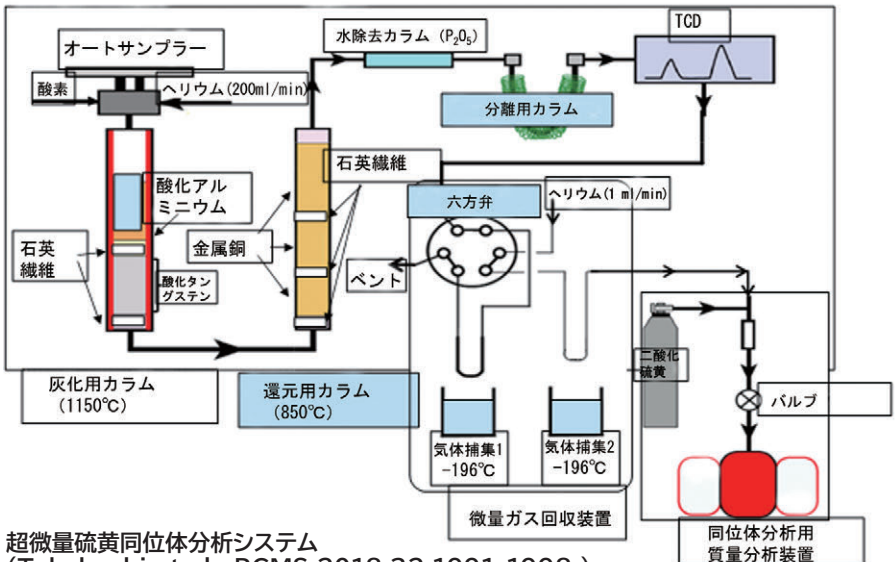 オートサンプラー
酸素
ヘリウム(200ml/min)
水除去カラム (P₂O₅)
TCD
分離用カラム
石英繊維
酸化アル
ミニウム
石英
繊維
金属銅
酸化タン
グステン
六方弁
ヘリウム(1 ml/min)
ベント
灰化用カラム
(1150℃)
還元用カラム
(850℃)
二酸化
硫黄
バルブ
気体捕集1
-196℃
気体捕集2
-196℃
微量ガス回収装置
同位体分析用
質量分析装置
超微量硫黄同位体分析システム